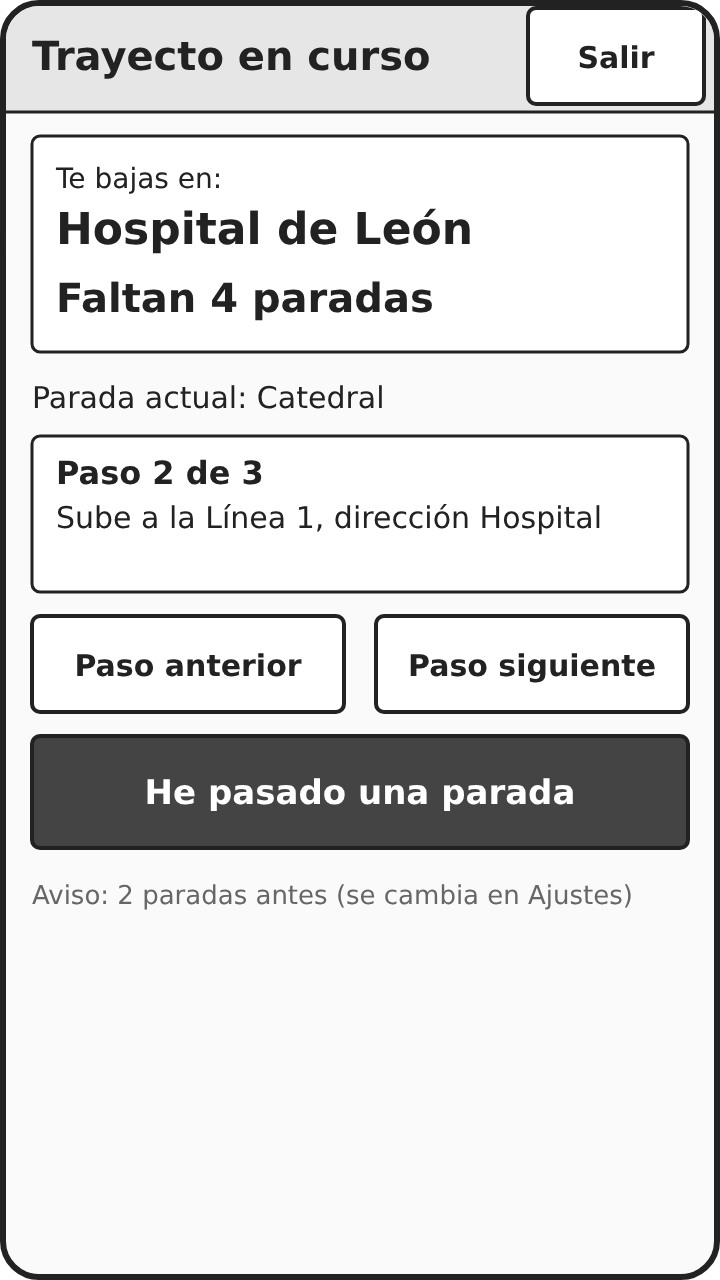 Trayecto en curso
Salir
Te bajas en:
Hospital de León
Faltan 4 paradas
Parada actual: Catedral
Paso 2 de 3
Sube a la Línea 1, dirección Hospital
Paso anterior
Paso siguiente
He pasado una parada
Aviso: 2 paradas antes (se cambia en Ajustes)